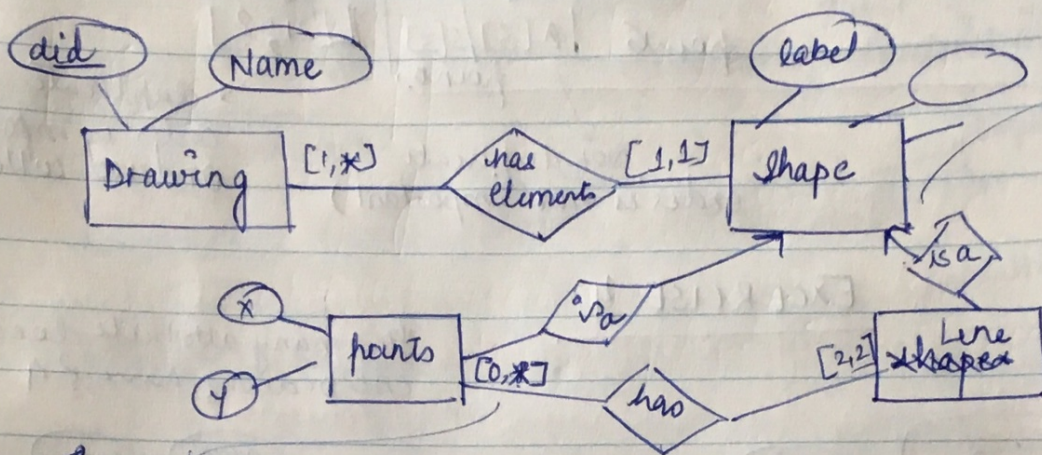 did
Name
label
Drawing
[1,*]
has
elements
[1,1]
Shape
is a
x
y
points
[0,*]
is a
has
[2,2]
Line